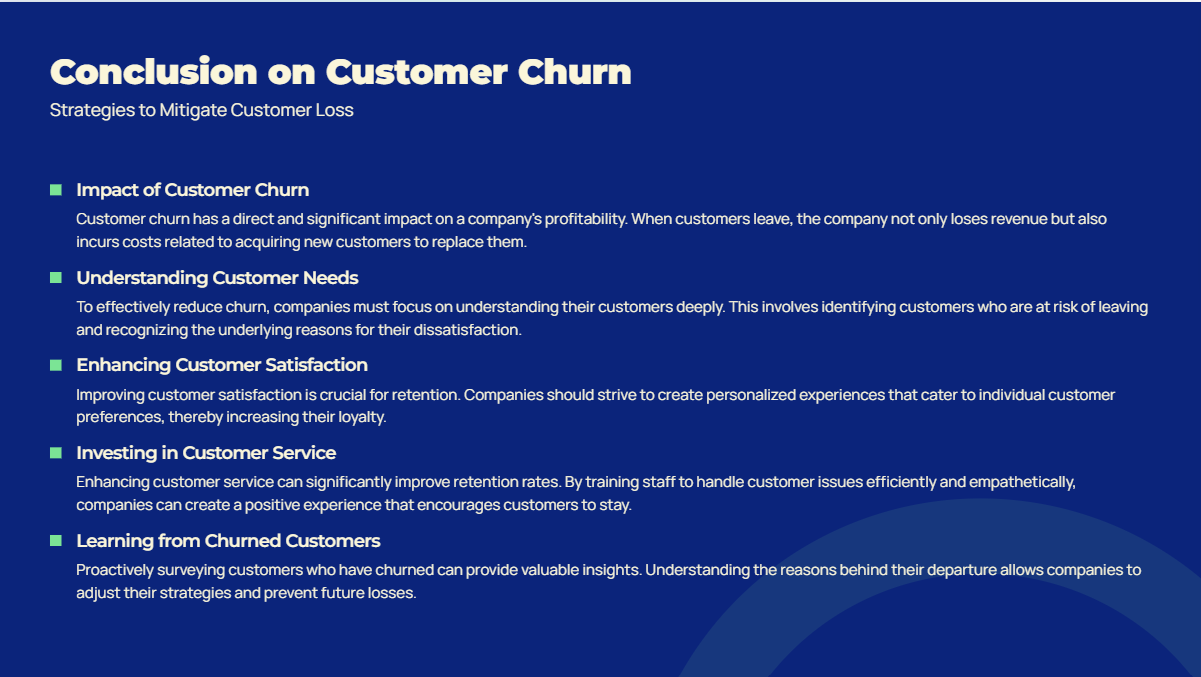 Conclusion on Customer Churn
Strategies to Mitigate Customer Loss
Impact of Customer Churn
Customer churn has a direct and significant impact on a company's profitability. When customers leave, the company not only loses revenue but also
incurs costs related to acquiring new customers to replace them.
Understanding Customer Needs
To effectively reduce churn, companies must focus on understanding their customers deeply. This involves identifying customers who are at risk of leaving
and recognizing the underlying reasons for their dissatisfaction.
Enhancing Customer Satisfaction
Improving customer satisfaction is crucial for retention. Companies should strive to create personalized experiences that cater to individual customer
preferences, thereby increasing their loyalty.
Investing in Customer Service
Enhancing customer service can significantly improve retention rates. By training staff to handle customer issues efficiently and empathetically,
companies can create a positive experience that encourages customers to stay.
Learning from Churned Customers
Proactively surveying customers who have churned can provide valuable insights. Understanding the reasons behind their departure allows companies to
adjust their strategies and prevent future losses.